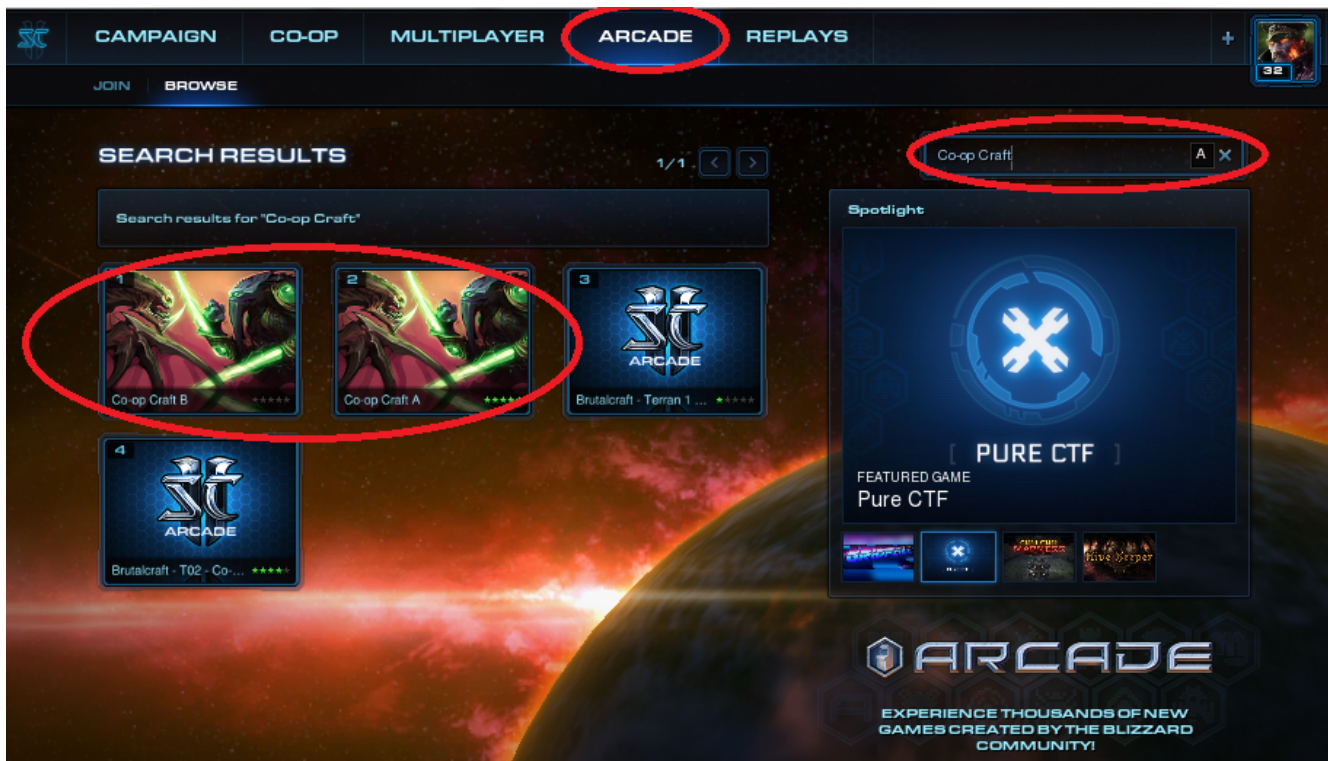 CAMPAIGN CO-OP MULTIPLAYER ARCADE REPLAYS +
32
JOIN BROWSE
SEARCH RESULTS 1/1 < >
Co-op Craft A
Search results for "Co-op Craft"
Spotlight
1 2 3
ARCADE
Co-op Craft B Co-op Craft A Brutalcraft - Terran 1 ...
PURE CTF
FEATURED GAME
Pure CTF
4
ARCADE
Brutalcraft - T02 - Co-...
MADNESS
Hive Keeper
ARCADE
EXPERIENCE THOUSANDS OF NEW
GAMES CREATED BY THE BLIZZARD
COMMUNITY!